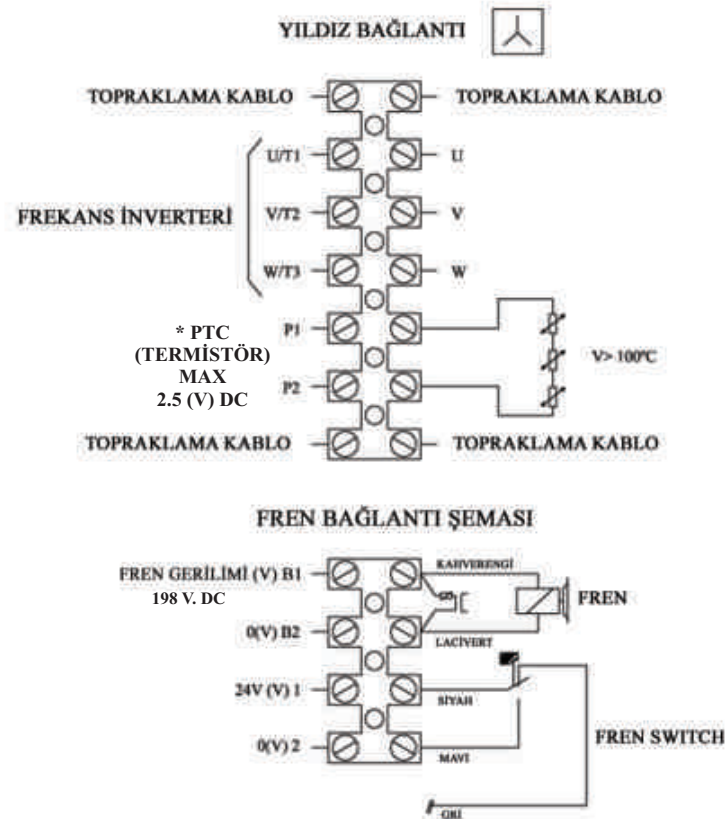 YILDIZ BAĞLANTI
TOPRAKLAMA KABLO
TOPRAKLAMA KABLO
U/T1
U
FREKANS İNVERTERİ
V/T2
V
W/T3
W
* PTC
(TERMİSTÖR)
MAX
2.5 (V) DC
P1
P2
V> 100°C
TOPRAKLAMA KABLO
TOPRAKLAMA KABLO
FREN BAĞLANTI ŞEMASI
FREN GERİLİMİ (V) B1
198 V. DC
KAHVERENGİ
FREN
0(V) B2
LACİVERT
24V (V) 1
SİYAH
FREN SWITCH
0(V) 2
MAVİ
GRİ